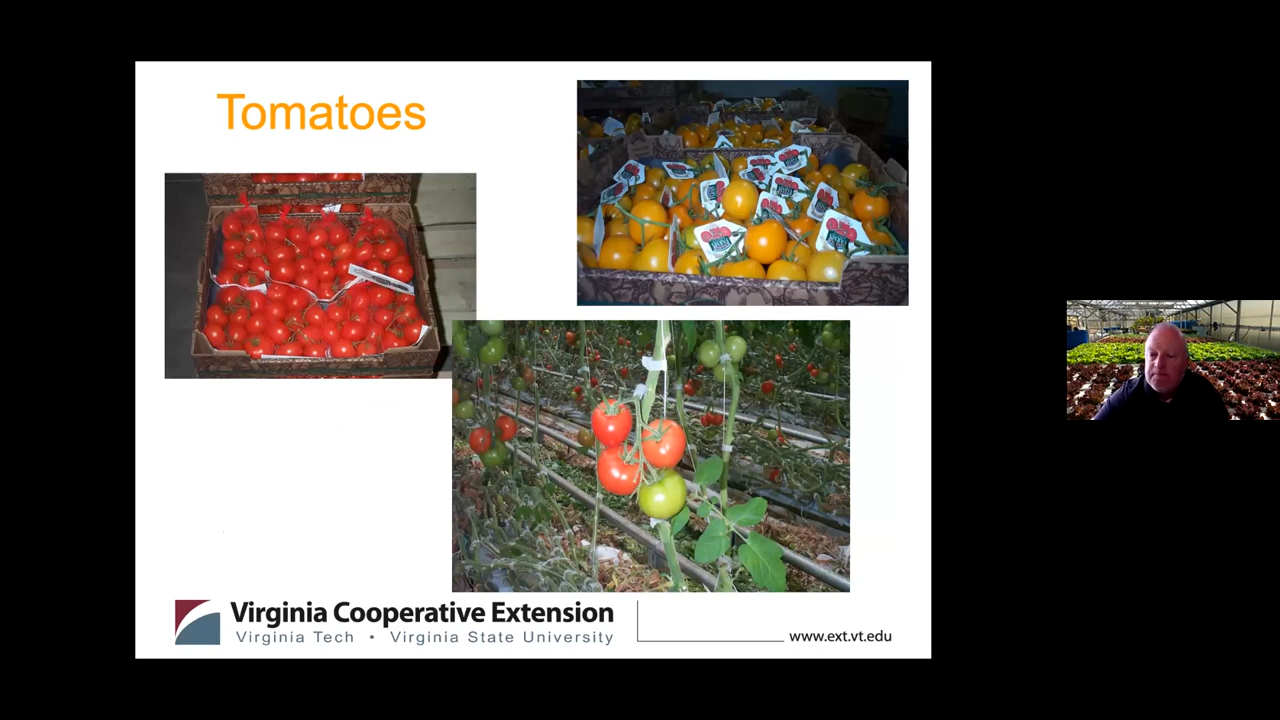 Tomatoes
Virginia Cooperative Extension
Virginia Tech • Virginia State University
www.ext.vt.edu